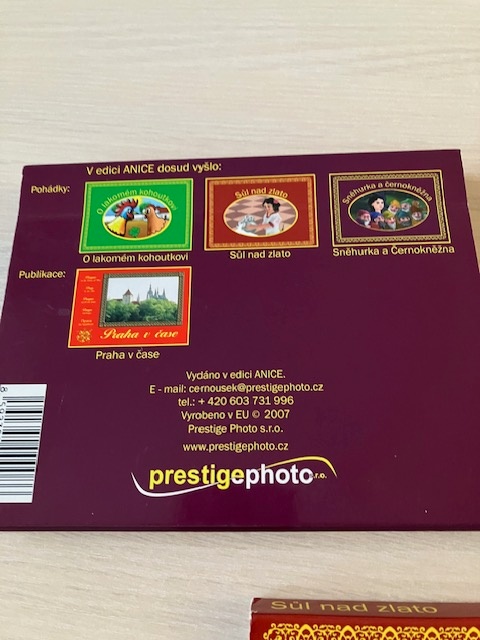 V edici ANICE dosud vyšlo:
Pohádky:
O lakomém kohoutkovi
Sůl nad zlato
Sněhurka a černokněžna
O lakomém kohoutkovi
Sůl nad zlato
Sněhurka a Černokněžna
Publikace:
Praha v čase
Praha v čase
Vydáno v edici ANICE.
E - mail: cernousek@prestigephoto.cz
tel.: + 420 603 731 996
Vyrobeno v EU © 2007
Prestige Photo s.r.o.
www.prestigephoto.cz
prestigephoto s.r.o.
Sůl nad zlato